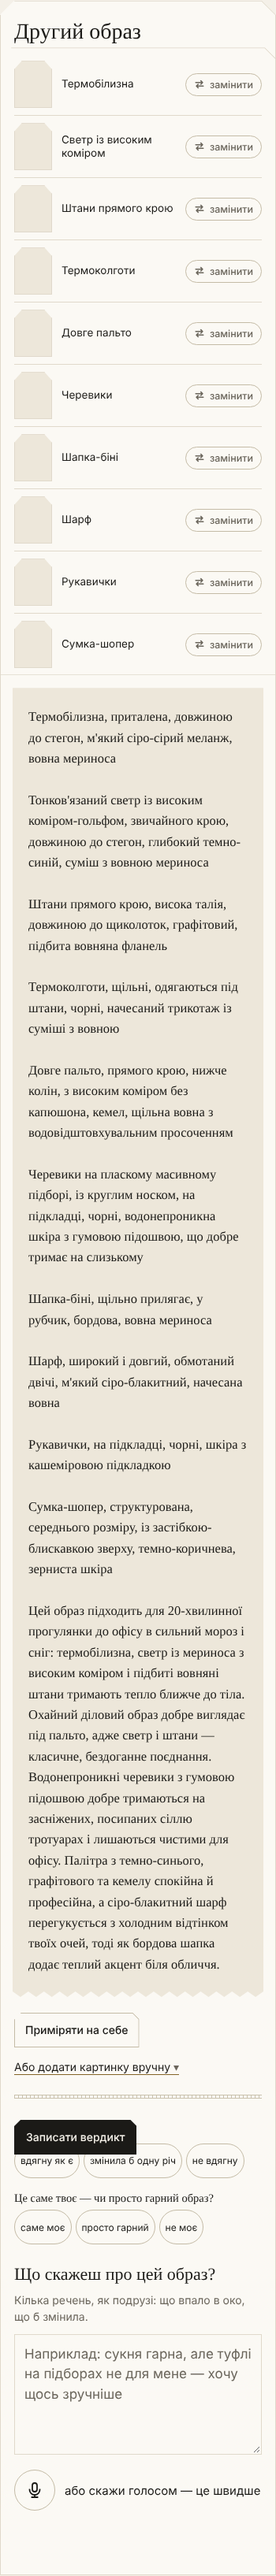 Другий образ
Термобілизна
замінити
Светр із високим
коміром
замінити
Штани прямого крою
замінити
Термоколготи
замінити
Довге пальто
замінити
Черевики
замінити
Шапка-біні
замінити
Шарф
замінити
Рукавички
замінити
Сумка-шопер
замінити
Термобілизна, приталена, довжиною
до стегон, м'який сіро-сірий меланж,
вовна мериноса
Тонков'язаний светр із високим
коміром-гольфом, звичайного крою,
довжиною до стегон, глибокий темно-
синій, суміш з вовною мериноса
Штани прямого крою, висока талія,
довжиною до щиколоток, графітовий,
підбита вовняна фланель
Термоколготи, щільні, одягаються під
штани, чорні, начесаний трикотаж із
суміші з вовною
Довге пальто, прямого крою, нижче
колін, з високим коміром без
капюшона, кемел, щільна вовна з
водовідштовхувальним просоченням
Черевики на пласкому масивному
підборі, із круглим носком, на
підкладці, чорні, водонепроникна
шкіра з гумовою підошвою, що добре
тримає на слизькому
Шапка-біні, щільно прилягає, у
рубчик, бордова, вовна мериноса
Шарф, широкий і довгий, обмотаний
двічі, м'який сіро-блакитний, начесана
вовна
Рукавички, на підкладці, чорні, шкіра з
кашеміровою підкладкою
Сумка-шопер, структурована,
середнього розміру, із застібкою-
блискавкою зверху, темно-коричнева,
зерниста шкіра
Цей образ підходить для 20-хвилинної
прогулянки до офісу в сильний мороз і
сніг: термобілизна, светр із мериноса з
високим коміром і підбиті вовняні
штани тримають тепло ближче до тіла.
Охайний діловий образ добре виглядає
під пальто, адже светр і штани —
класичне, бездоганне поєднання.
Водонепроникні черевики з гумовою
підошвою добре тримаються на
засніжених, посипаних сіллю
тротуарах і лишаються чистими для
офісу. Палітра з темно-синього,
графітового та кемелу спокійна й
професійна, а сіро-блакитний шарф
перегукується з холодним відтінком
твоїх очей, тоді як бордова шапка
додає теплий акцент біля обличчя.
Приміряти на себе
Або додати картинку вручну ▾
Записати вердикт
вдягну як є
змінила б одну річ
не вдягну
Це саме твоє — чи просто гарний образ?
саме моє
просто гарний
не моє
Що скажеш про цей образ?
Кілька речень, як подрузі: що впало в око,
що б змінила.
Наприклад: сукня гарна, але туфлі
на підборах не для мене — хочу
щось зручніше
або скажи голосом — це швидше